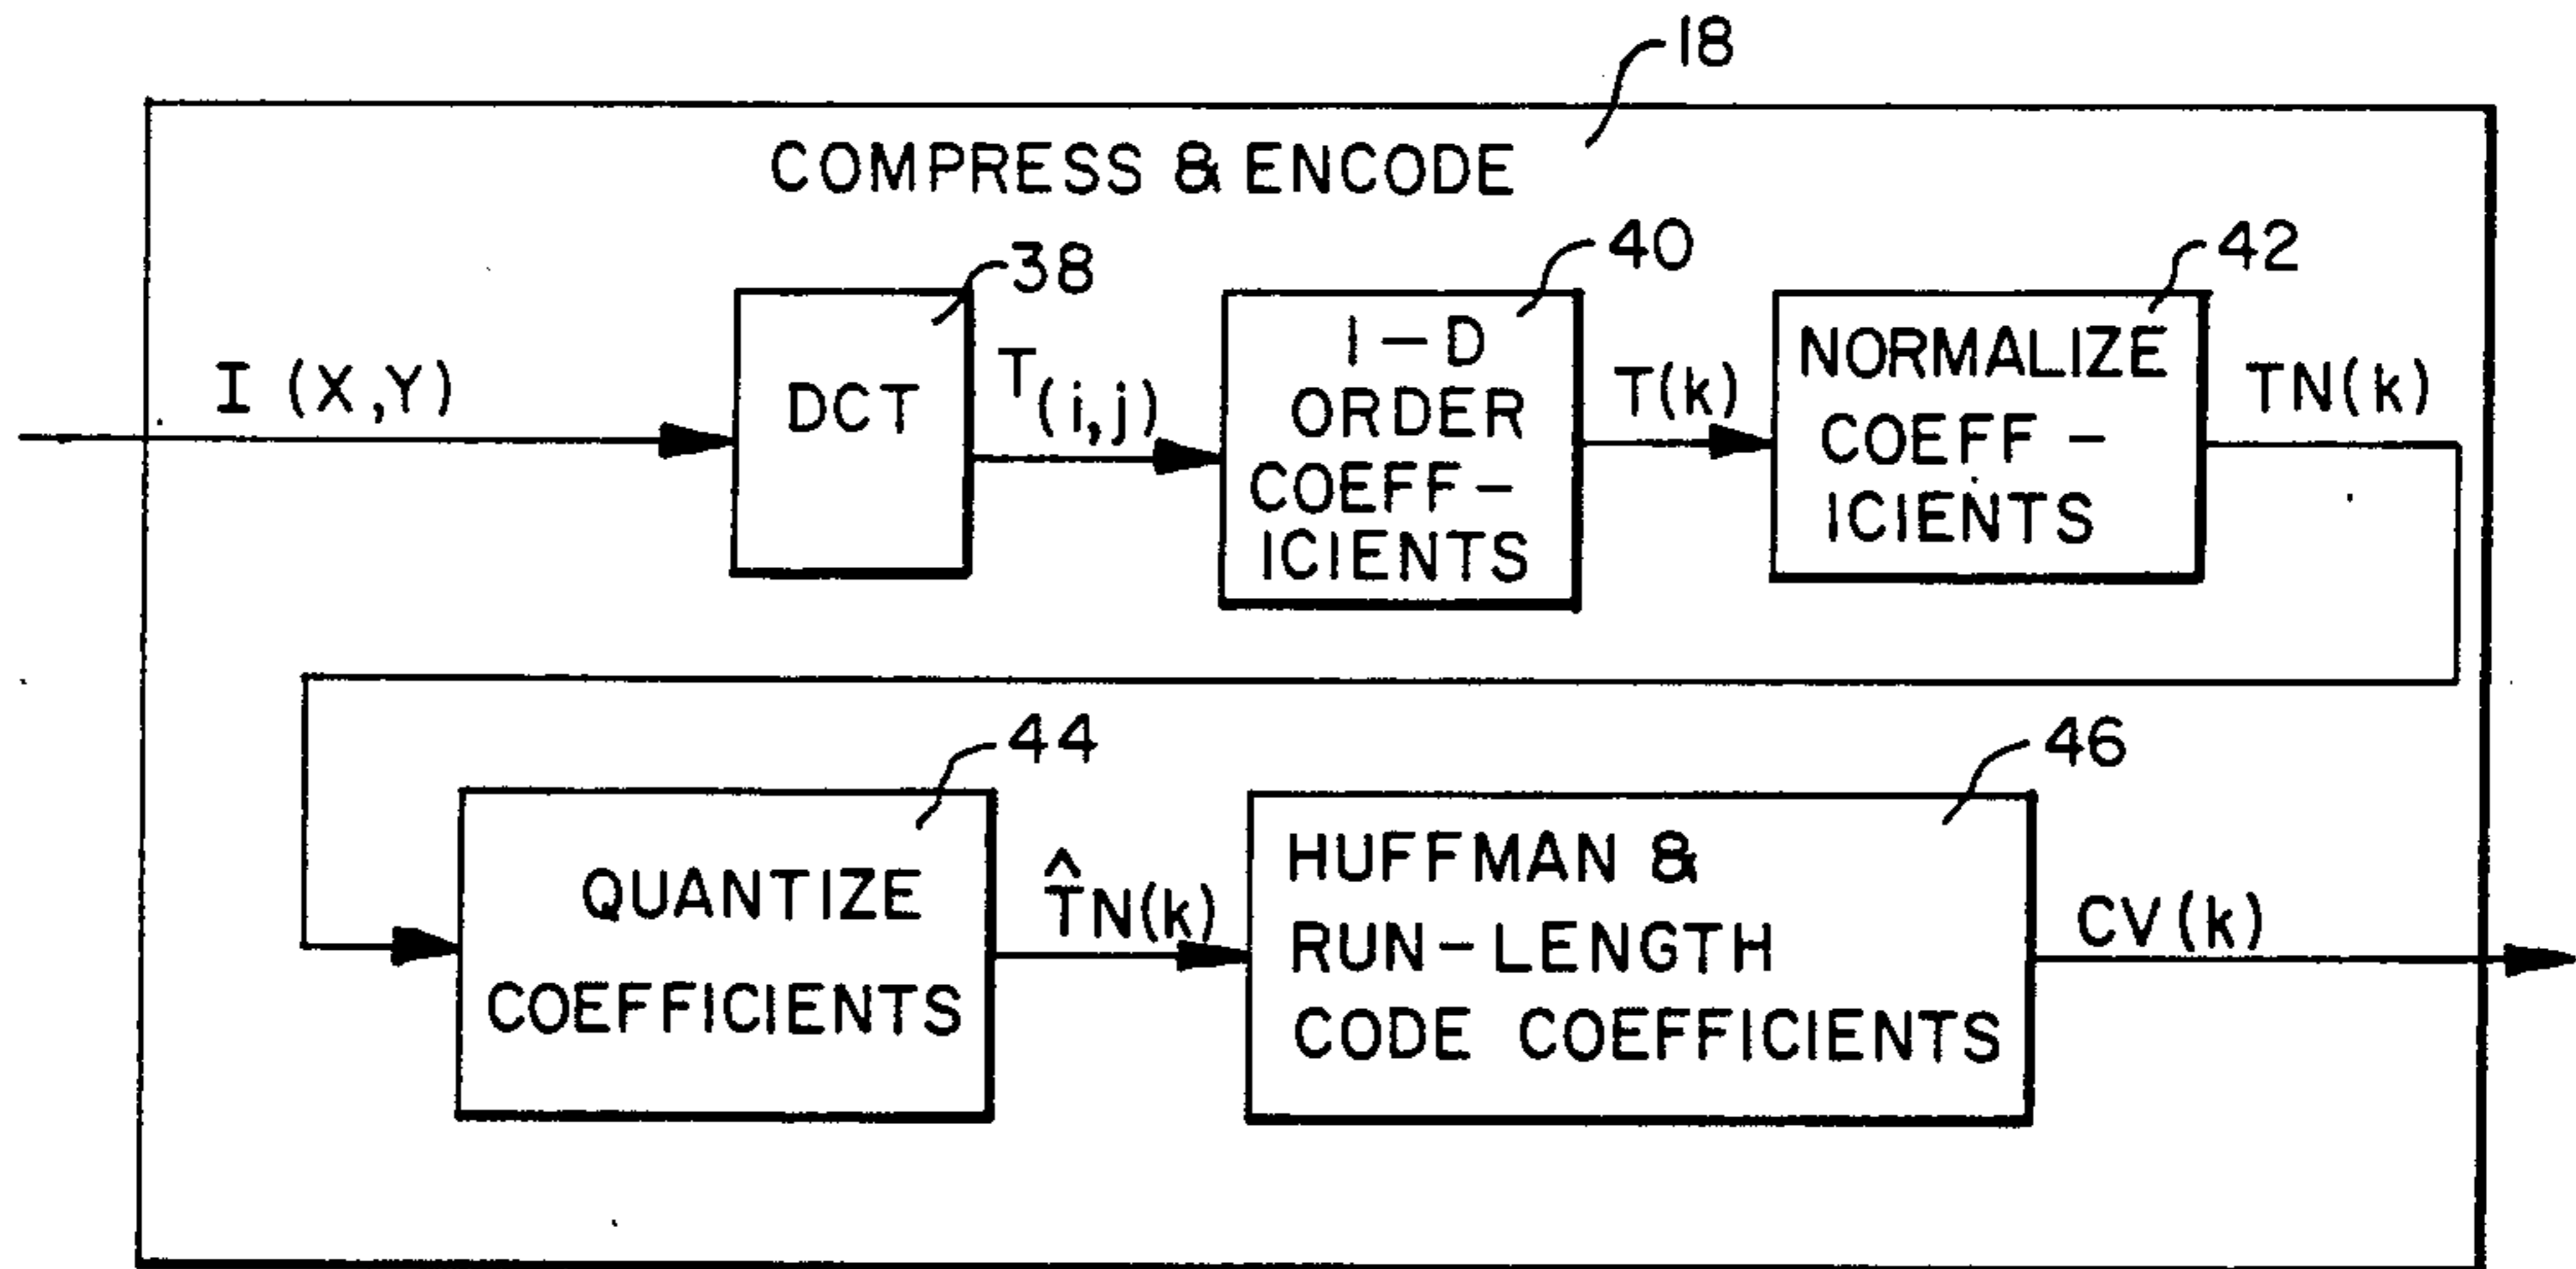 18
COMPRESS & ENCODE
38
40
42
I (X,Y)
DCT
T(i,j)
1-D
ORDER
COEFF-
ICIENTS
T(k)
NORMALIZE
COEFF-
ICIENTS
TN(k)
44
46
QUANTIZE
COEFFICIENTS
T̂N(k)
HUFFMAN &
RUN-LENGTH
CODE COEFFICIENTS
CV(k)